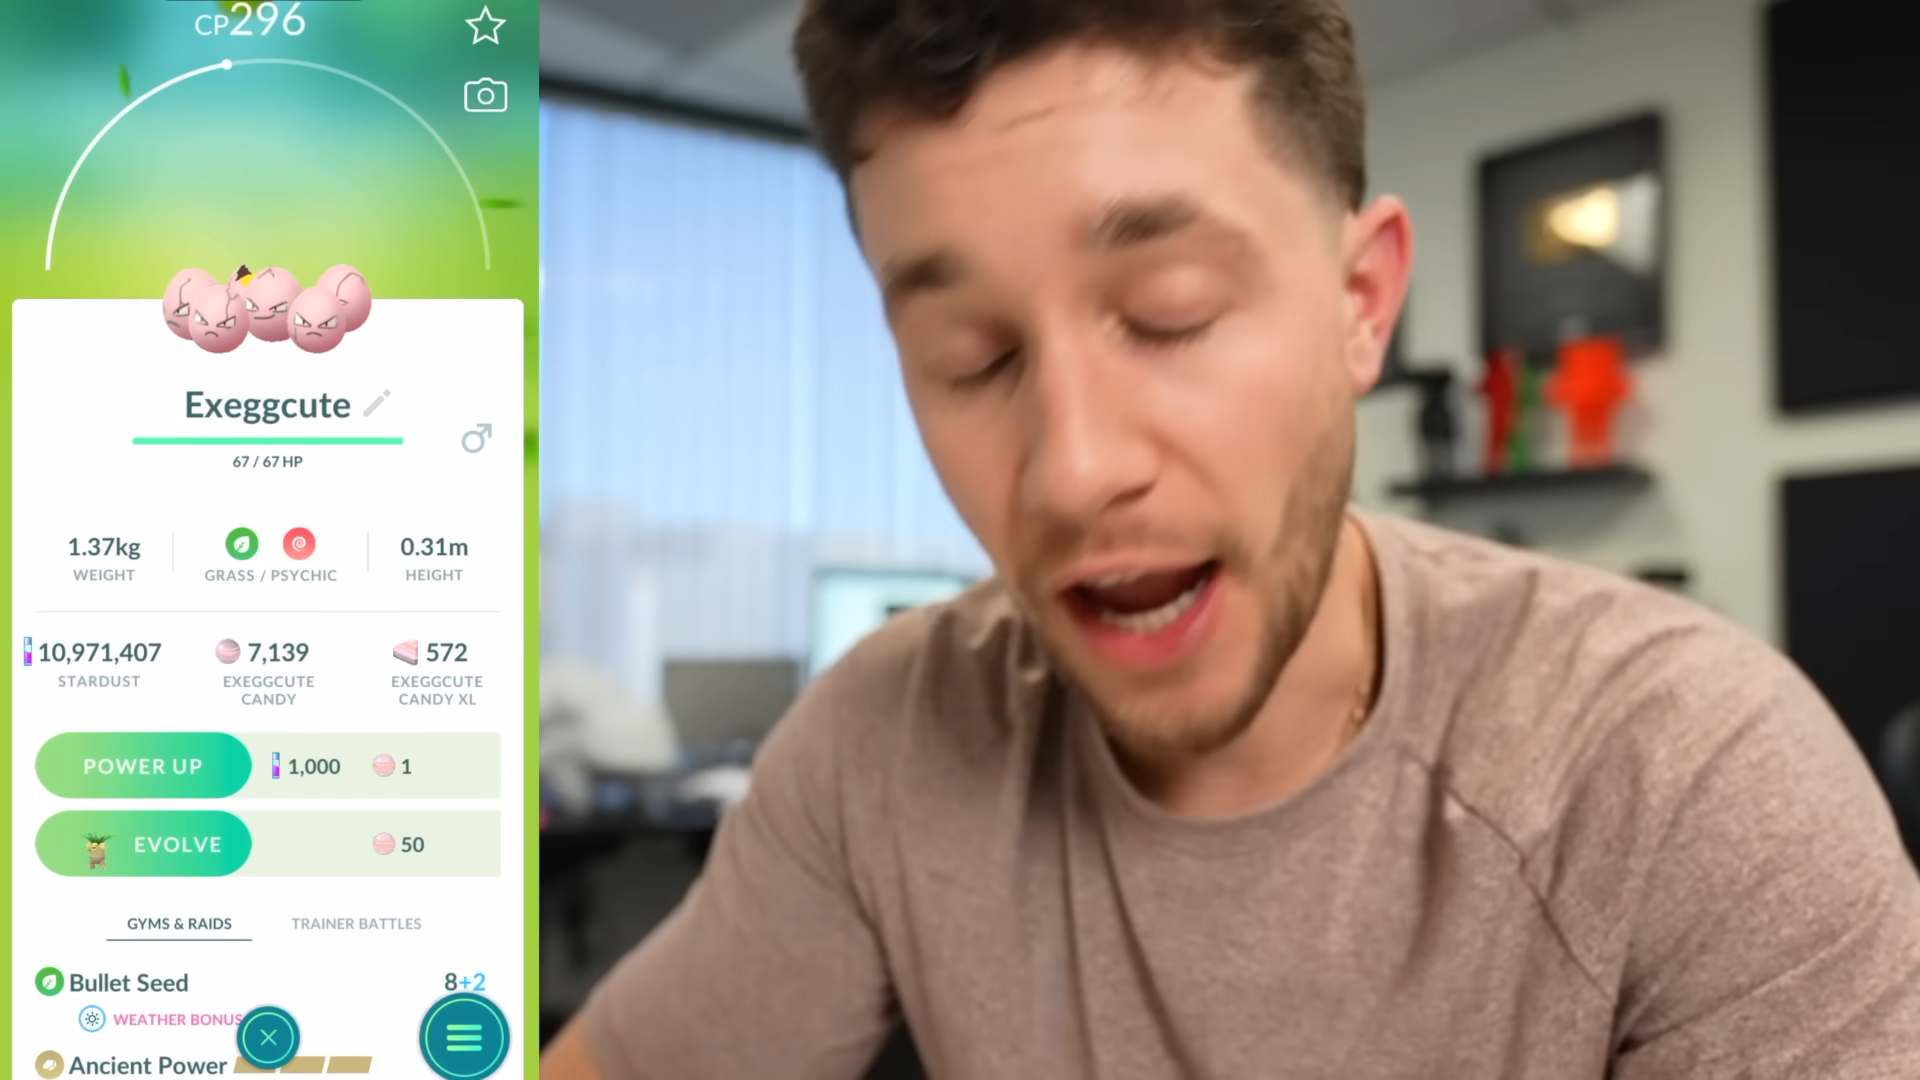 CP296
Exeggcute
67 / 67 HP
1.37kg
WEIGHT
GRASS / PSYCHIC
0.31m
HEIGHT
10,971,407
STARDUST
7,139
EXEGGCUTE
CANDY
572
EXEGGCUTE
CANDY XL
POWER UP 1,000 1
EVOLVE 50
GYMS & RAIDS TRAINER BATTLES
Bullet Seed 8+2
WEATHER BONUS
Ancient Power